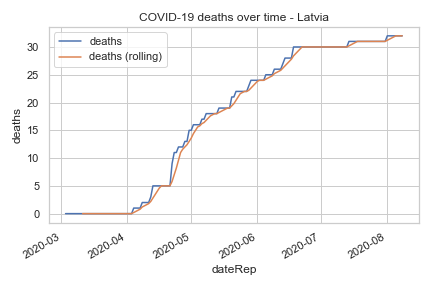 COVID-19 deaths over time - Latvia
deaths
deaths (rolling)
30
25
20
15
10
5
0
deaths
2020-03
2020-04
2020-05
2020-06
2020-07
2020-08
dateRep